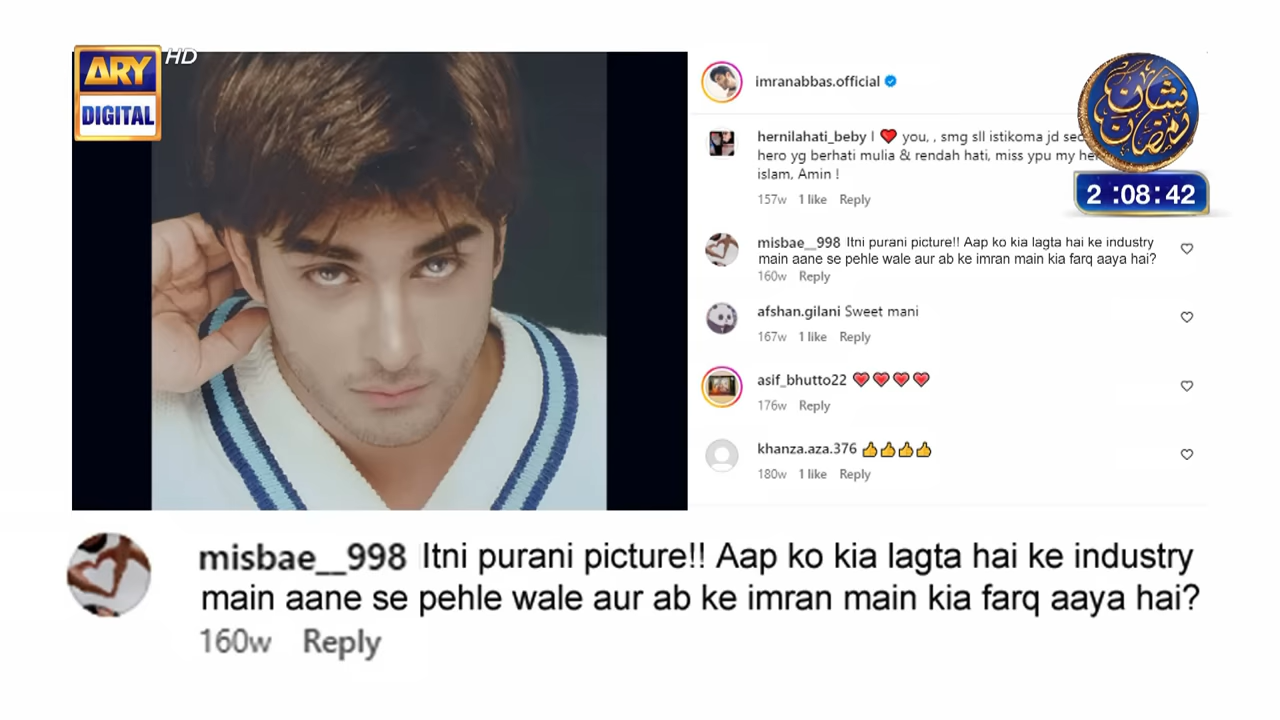 ARY
DIGITAL
HD
imranabbas.official
hernilahati_beby I ❤️ you, , smg sll istikoma jd
hero yg berhati mulia & rendah hati, miss ypu my
islam, Amin !
157w 1 like Reply
شان رمضان
2 :08:42
misbae__998 Itni purani picture!! Aap ko kia lagta hai ke industry
main aane se pehle wale aur ab ke imran main kia farq aaya hai?
160w Reply
afshan.gilani Sweet mani
167w 1 like Reply
asif_bhutto22 ❤️❤️❤️❤️
176w Reply
khanza.aza.376 👍👍👍👍
180w 1 like Reply
misbae__998 Itni purani picture!! Aap ko kia lagta hai ke industry
main aane se pehle wale aur ab ke imran main kia farq aaya hai?
160w Reply